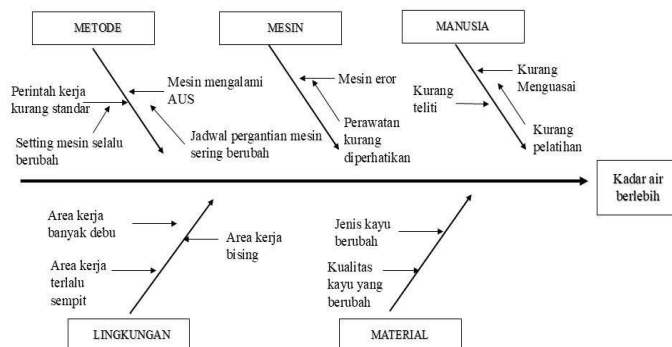 METODE
MESIN
MANUSIA
Perintah kerja
kurang standar
Setting mesin selalu
berubah
Mesin mengalami
AUS
Jadwal pergantian mesin
sering berubah
Mesin eror
Perawatan
kurang
diperhatikan
Kurang
teliti
Kurang
Menguasai
Kurang
pelatihan
Kadar air
berlebih
Area kerja
banyak debu
Area kerja
terlalu
sempit
Area kerja
bising
Jenis kayu
berubah
Kualitas
kayu yang
berubah
LINGKUNGAN
MATERIAL